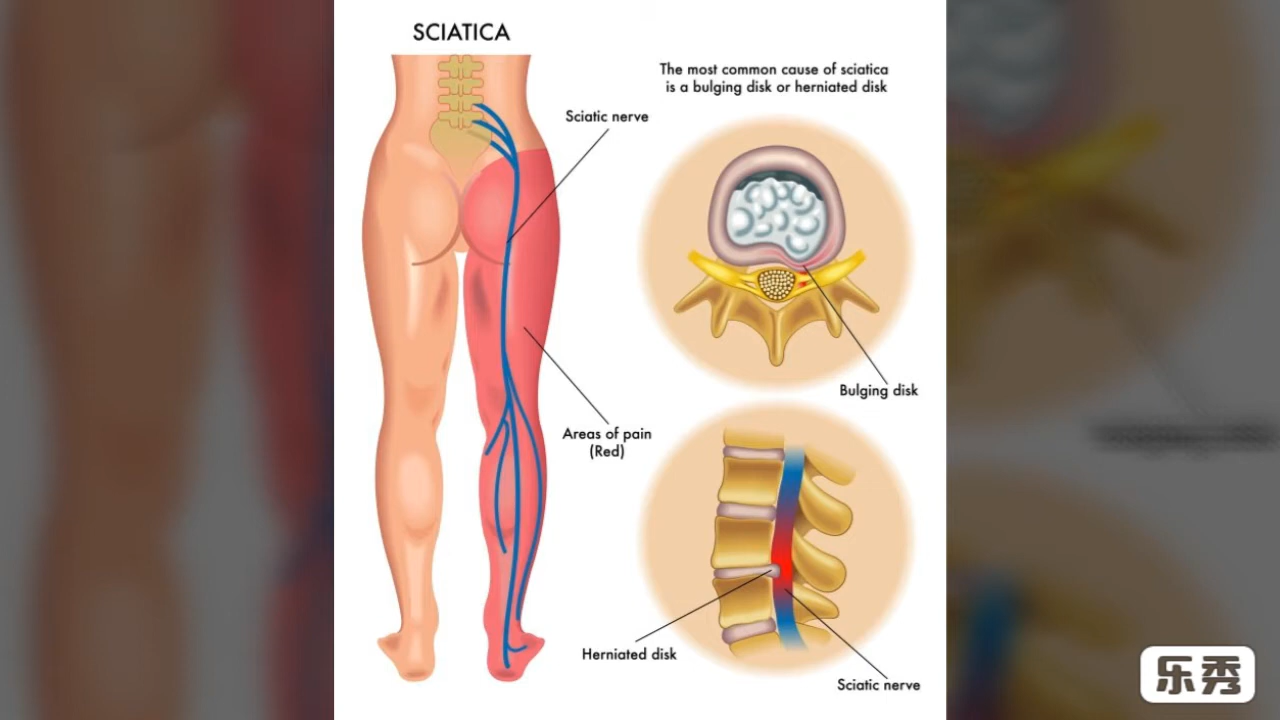 SCIATICA
The most common cause of sciatica
is a bulging disk or herniated disk
Sciatic nerve
Bulging disk
Areas of pain
(Red)
Herniated disk
Sciatic nerve
乐秀